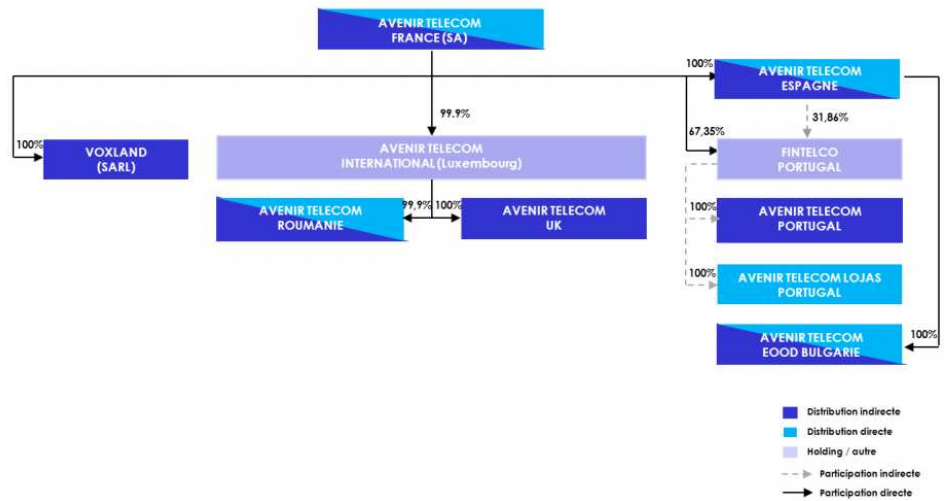 AVENIR TELECOM
FRANCE (SA)
100%
AVENIR TELECOM
ESPAGNE
99.9%
31,86%
67,35%
100%
VOXLAND
(SARL)
AVENIR TELECOM
INTERNATIONAL (Luxembourg)
FINTELCO
PORTUGAL
99,9%
100%
AVENIR TELECOM
ROUMANIE
AVENIR TELECOM
UK
100%
AVENIR TELECOM
PORTUGAL
100%
AVENIR TELECOM LOJAS
PORTUGAL
AVENIR TELECOM
EOOD BULGARIE
100%
Distribution indirecte
Distribution directe
Holding / autre
Participation indirecte
Participation directe